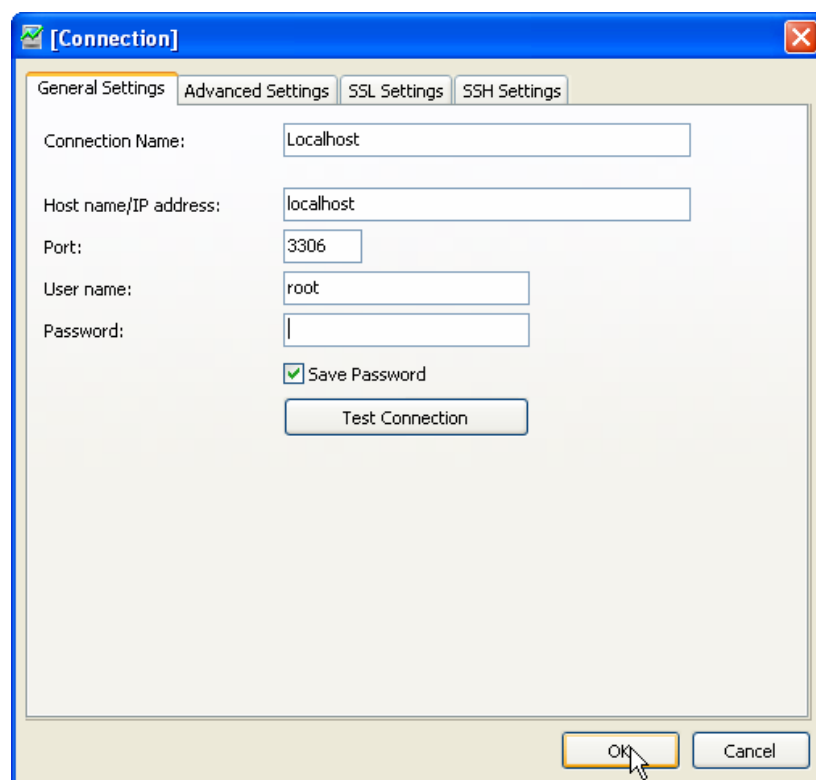 [Connection]
General Settings Advanced Settings SSL Settings SSH Settings
Connection Name: Localhost
Host name/IP address: localhost
Port: 3306
User name: root
Password:
Save Password
Test Connection
OK Cancel